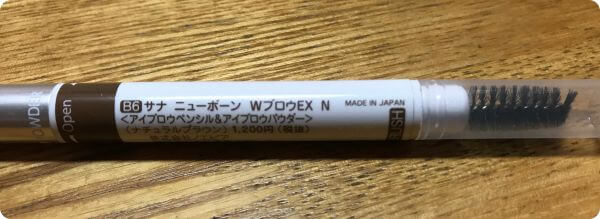 B6 サナ ニューボーン WブロウEX N
MADE IN JAPAN
<アイブロウペンシル&アイブロウパウダー>
(ナチュラルブラウン) 1,200円(税抜)
Open